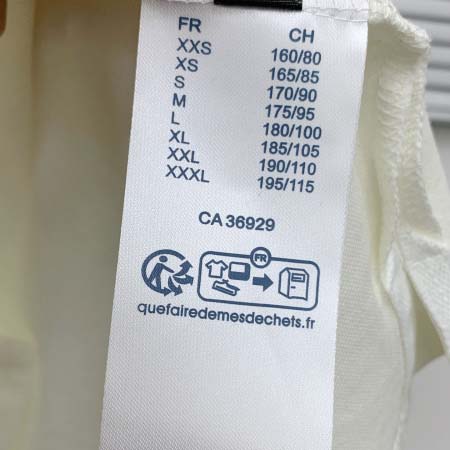 FR CH
XXS 160/80
XS 165/85
S 170/90
M 175/95
L 180/100
XL 185/105
XXL 190/110
XXXL 195/115
CA 36929
FR
quefairedemesdechets.fr